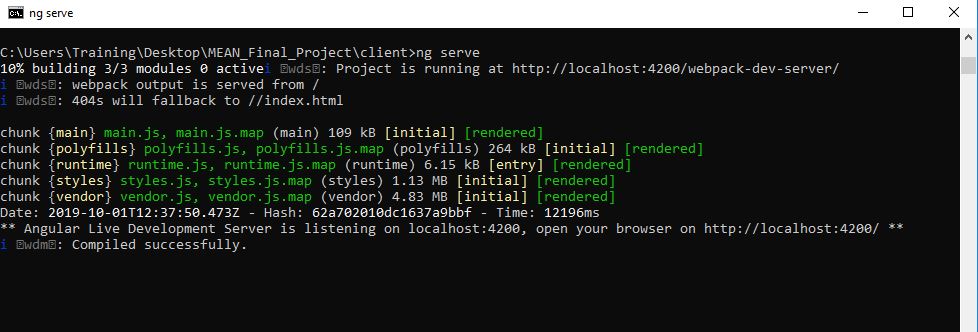 ng serve
C:\Users\Training\Desktop\MEAN_Final_Project\client>ng serve
10% building 3/3 modules 0 activei ｢wds｣: Project is running at http://localhost:4200/webpack-dev-server/
i ｢wds｣: webpack output is served from /
i ｢wds｣: 404s will fallback to //index.html
chunk {main} main.js, main.js.map (main) 109 kB [initial] [rendered]
chunk {polyfills} polyfills.js, polyfills.js.map (polyfills) 264 kB [initial] [rendered]
chunk {runtime} runtime.js, runtime.js.map (runtime) 6.15 kB [entry] [rendered]
chunk {styles} styles.js, styles.js.map (styles) 1.13 MB [initial] [rendered]
chunk {vendor} vendor.js, vendor.js.map (vendor) 4.83 MB [initial] [rendered]
Date: 2019-10-01T12:37:50.473Z - Hash: 62a702010dc1637a9bbf - Time: 12196ms
** Angular Live Development Server is listening on localhost:4200, open your browser on http://localhost:4200/ **
i ｢wdm｣: Compiled successfully.